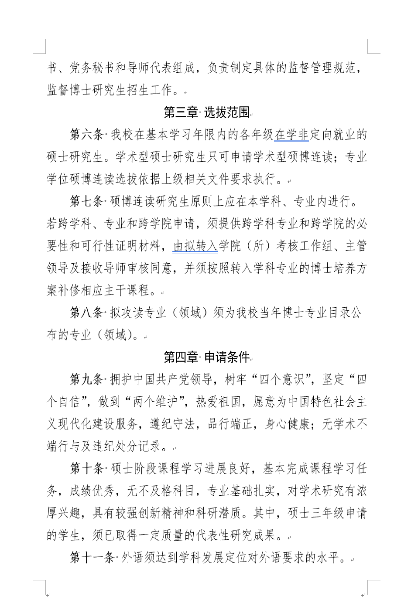 书、党务秘书和导师代表组成，负责制定具体的监督管理规范，
监督博士研究生招生工作。
第三章 选拔范围
第六条 我校在基本学习年限内的各年级在学非定向就业的
硕士研究生。学术型硕士研究生只可申请学术型硕博连读；专业
学位硕博连读选拔依据上级相关文件要求执行。
第七条 硕博连读研究生原则上应在本学科、专业内进行。
若跨学科、专业和跨学院申请，须提供跨学科专业和跨学院的必
要性和可行性证明材料，由拟转入学院（所）考核工作组、主管
领导及接收导师审核同意，并须按照转入学科专业的博士培养方
案补修相应主干课程。
第八条 拟攻读专业（领域）须为我校当年博士专业目录公
布的专业（领域）。
第四章 申请条件
第九条 拥护中国共产党领导，树牢“四个意识”，坚定“四
个自信”，做到“两个维护”，热爱祖国，愿意为中国特色社会主
义现代化建设服务，遵纪守法，品行端正，身心健康；无学术不
端行为及违纪处分记录。
第十条 硕士阶段课程学习进展良好，基本完成课程学习任
务，成绩优秀，无不及格科目，专业基础扎实，对学术研究有浓
厚兴趣，具有较强创新精神和科研潜质。其中，硕士三年级申请
的学生，须已取得一定质量的代表性研究成果。
第十一条 外语须达到学科发展定位对外语要求的水平。